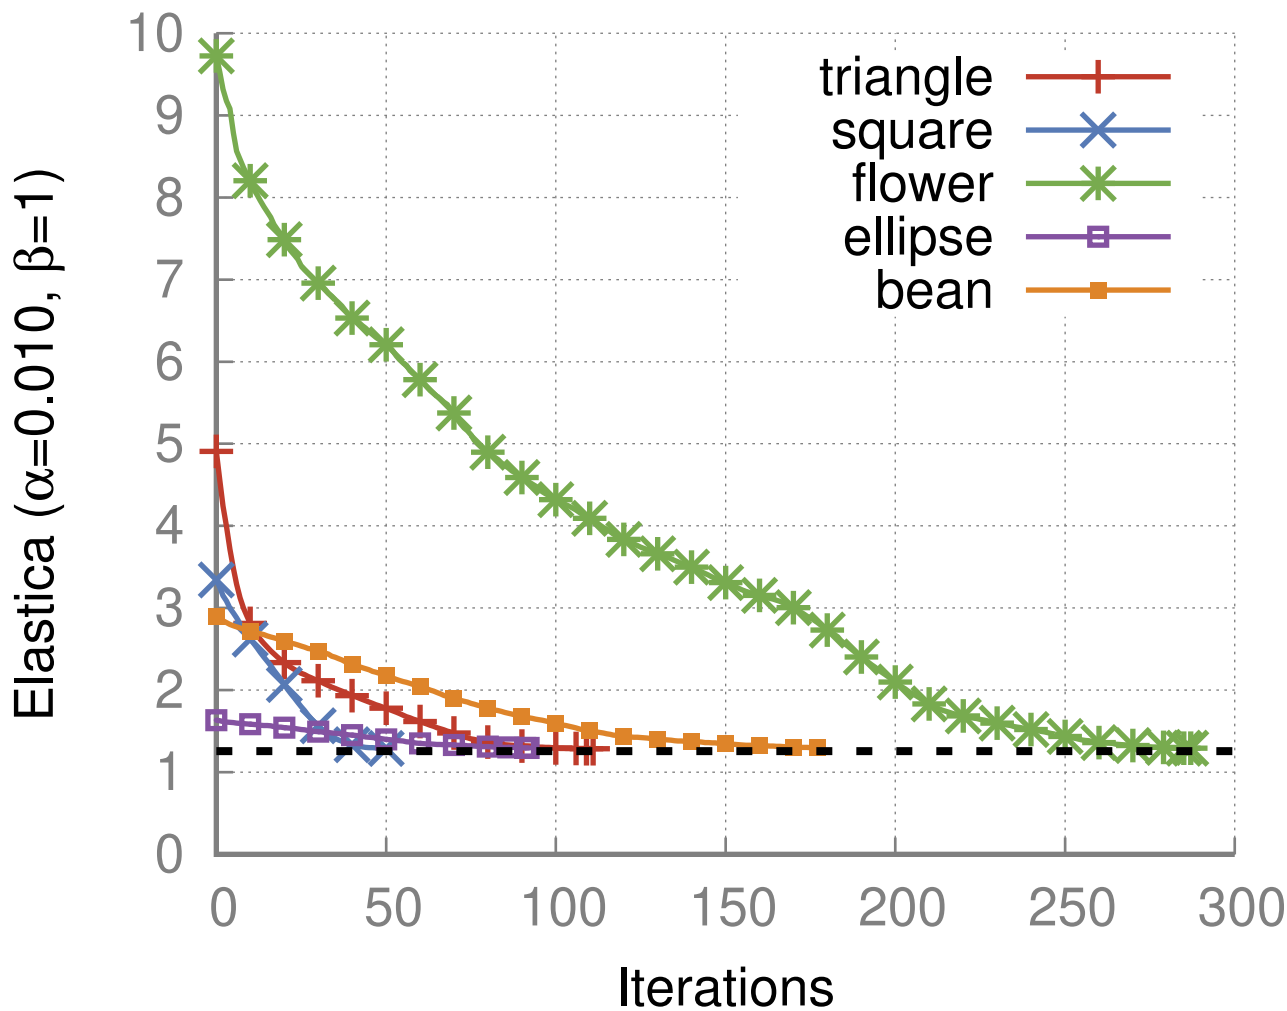 Elastica (α=0.010, β=1)
10
9
8
7
6
5
4
3
2
1
0
triangle
square
flower
ellipse
bean
0 50 100 150 200 250 300
Iterations